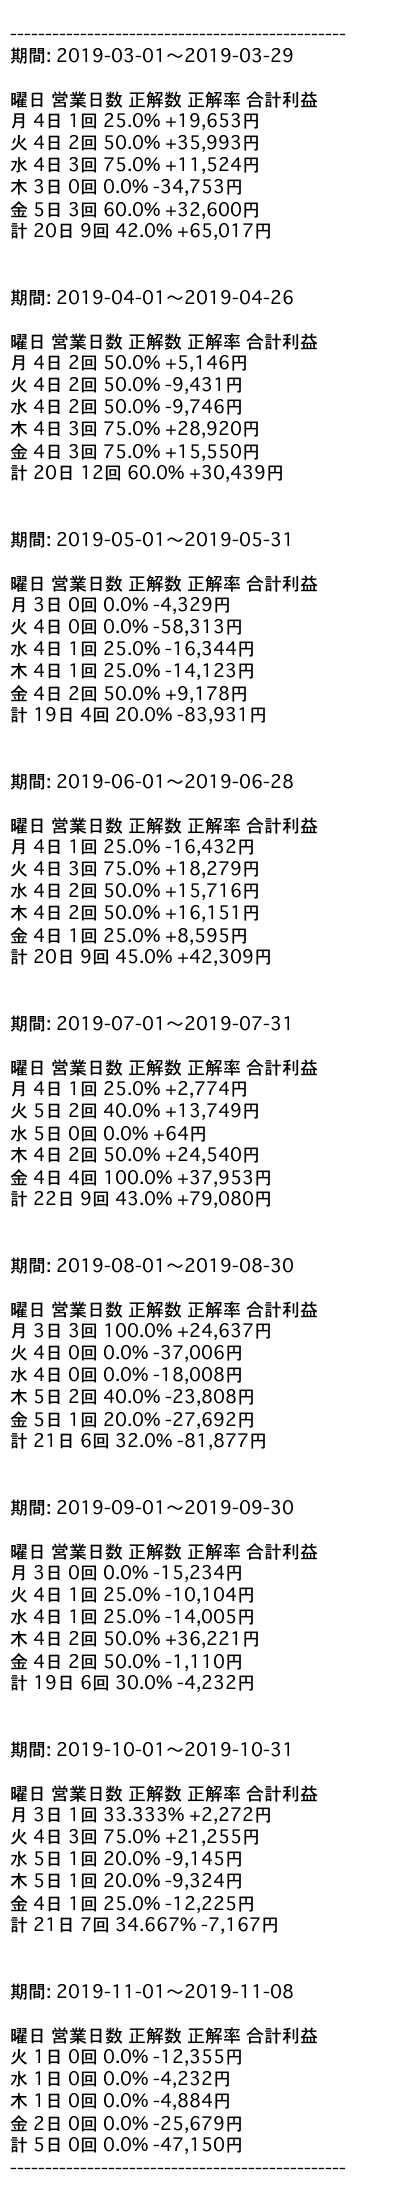 ------------------------------------------------
期間: 2019-03-01〜2019-03-29
曜日 営業日数 正解数 正解率 合計利益
月 4日 1回 25.0% +19,653円
火 4日 2回 50.0% +35,993円
水 4日 3回 75.0% +11,524円
木 3日 0回 0.0% -34,753円
金 5日 3回 60.0% +32,600円
計 20日 9回 42.0% +65,017円
期間: 2019-04-01〜2019-04-26
曜日 営業日数 正解数 正解率 合計利益
月 4日 2回 50.0% +5,146円
火 4日 2回 50.0% -9,431円
水 4日 2回 50.0% -9,746円
木 4日 3回 75.0% +28,920円
金 4日 3回 75.0% +15,550円
計 20日 12回 60.0% +30,439円
期間: 2019-05-01〜2019-05-31
曜日 営業日数 正解数 正解率 合計利益
月 3日 0回 0.0% -4,329円
火 4日 0回 0.0% -58,313円
水 4日 1回 25.0% -16,344円
木 4日 1回 25.0% -14,123円
金 4日 2回 50.0% +9,178円
計 19日 4回 20.0% -83,931円
期間: 2019-06-01〜2019-06-28
曜日 営業日数 正解数 正解率 合計利益
月 4日 1回 25.0% -16,432円
火 4日 3回 75.0% +18,279円
水 4日 2回 50.0% +15,716円
木 4日 2回 50.0% +16,151円
金 4日 1回 25.0% +8,595円
計 20日 9回 45.0% +42,309円
期間: 2019-07-01〜2019-07-31
曜日 営業日数 正解数 正解率 合計利益
月 4日 1回 25.0% +2,774円
火 5日 2回 40.0% +13,749円
水 5日 0回 0.0% +64円
木 4日 2回 50.0% +24,540円
金 4日 4回 100.0% +37,953円
計 22日 9回 43.0% +79,080円
期間: 2019-08-01〜2019-08-30
曜日 営業日数 正解数 正解率 合計利益
月 3日 3回 100.0% +24,637円
火 4日 0回 0.0% -37,006円
水 4日 0回 0.0% -18,008円
木 5日 2回 40.0% -23,808円
金 5日 1回 20.0% -27,692円
計 21日 6回 32.0% -81,877円
期間: 2019-09-01〜2019-09-30
曜日 営業日数 正解数 正解率 合計利益
月 3日 0回 0.0% -15,234円
火 4日 1回 25.0% -10,104円
水 4日 1回 25.0% -14,005円
木 4日 2回 50.0% +36,221円
金 4日 2回 50.0% -1,110円
計 19日 6回 30.0% -4,232円
期間: 2019-10-01〜2019-10-31
曜日 営業日数 正解数 正解率 合計利益
月 3日 1回 33.333% +2,272円
火 4日 3回 75.0% +21,255円
水 5日 1回 20.0% -9,145円
木 5日 1回 20.0% -9,324円
金 4日 1回 25.0% -12,225円
計 21日 7回 34.667% -7,167円
期間: 2019-11-01〜2019-11-08
曜日 営業日数 正解数 正解率 合計利益
火 1日 0回 0.0% -12,355円
水 1日 0回 0.0% -4,232円
木 1日 0回 0.0% -4,884円
金 2日 0回 0.0% -25,679円
計 5日 0回 0.0% -47,150円
------------------------------------------------